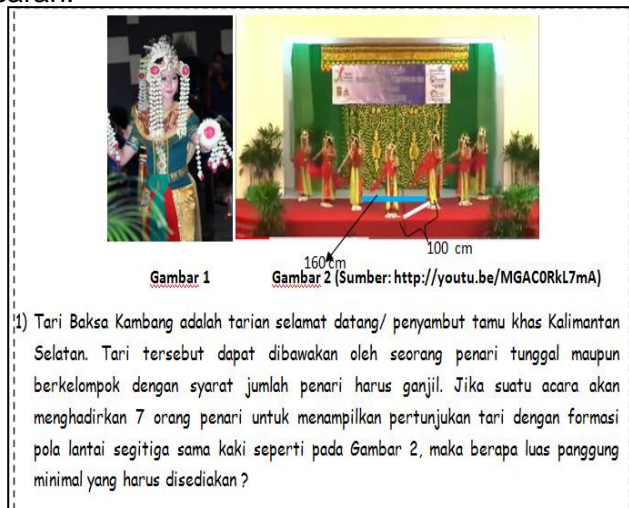 100 cm
160 cm
Gambar 1
Gambar 2 (Sumber: http://youtu.be/MGAC0RkL7mA)
1) Tari Baksa Kambang adalah tarian selamat datang/ penyambut tamu khas Kalimantan
Selatan. Tari tersebut dapat dibawakan oleh seorang penari tunggal maupun
berkelompok dengan syarat jumlah penari harus ganjil. Jika suatu acara akan
menghadirkan 7 orang penari untuk menampilkan pertunjukan tari dengan formasi
pola lantai segitiga sama kaki seperti pada Gambar 2, maka berapa luas panggung
minimal yang harus disediakan ?